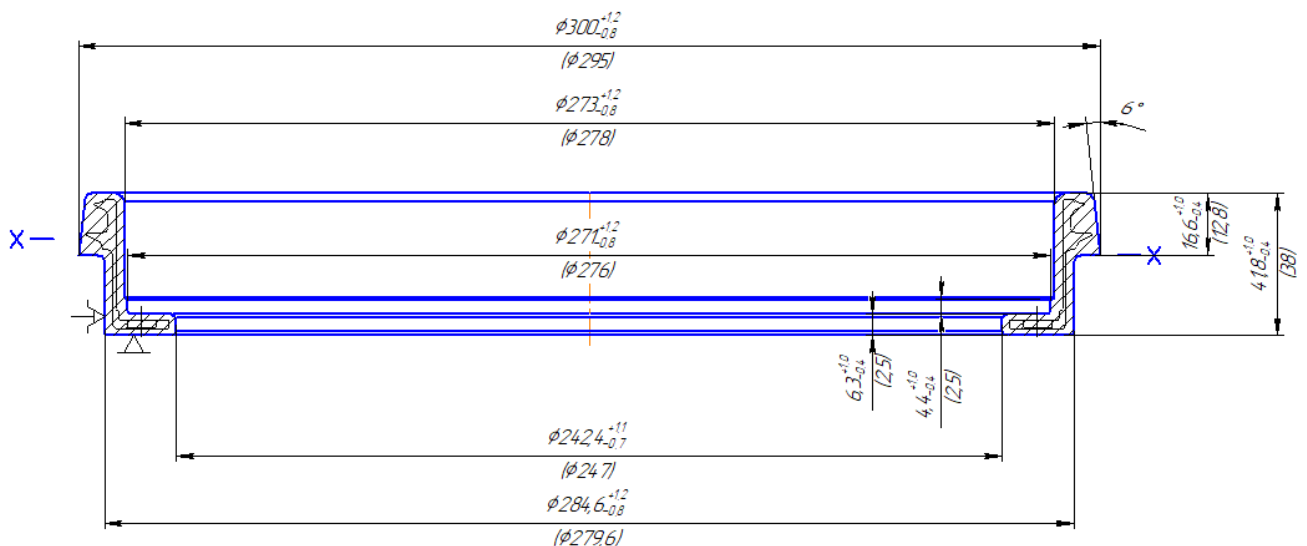 ϕ300+1,2-0,8
(ϕ295)
ϕ273+1,2-0,8
(ϕ278)
6°
X
ϕ271+1,2-0,8
(ϕ276)
X
16,6+1,0-0,4
(12,8)
41,8+1,0-0,4
(38)
6,3+1,0-0,4
(2,5)
4,4+1,0-0,4
(2,5)
ϕ242,4+1,1-0,7
(ϕ247)
ϕ284,6+1,2-0,8
(ϕ279,6)